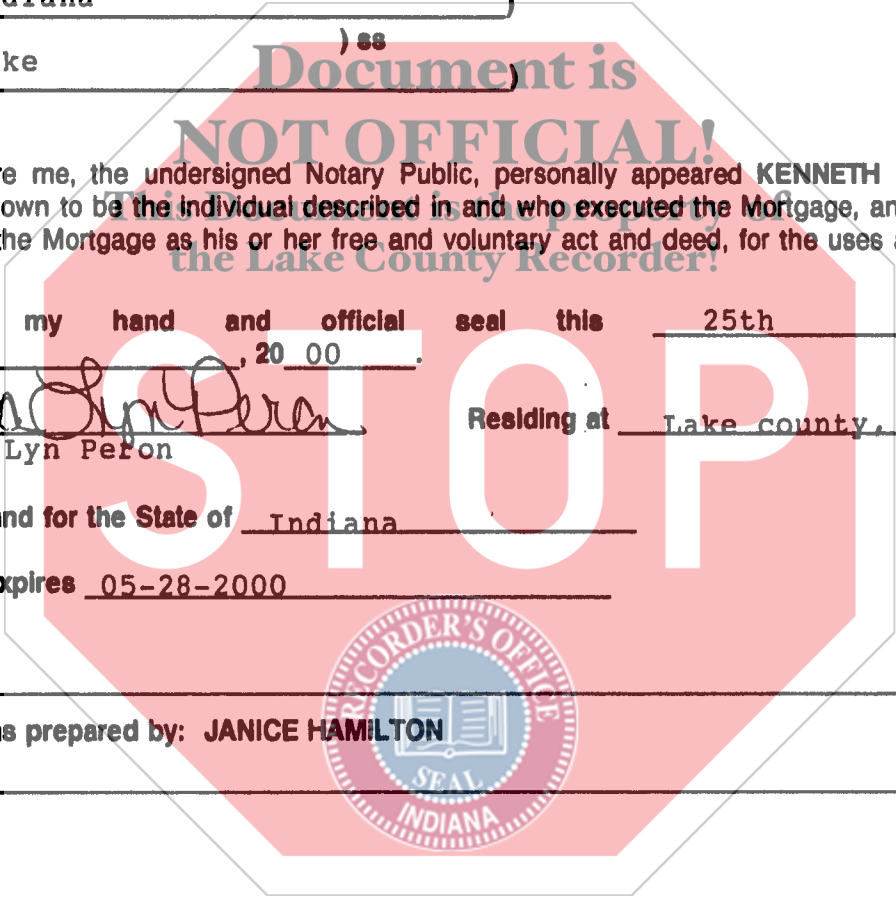 diana )
) ss
ke )
Document is
NOT OFFICIAL!
re me, the undersigned Notary Public, personally appeared KENNETH
This Document is the property of
own to be the individual described in and who executed the Mortgage, an
the Mortgage as his or her free and voluntary act and deed, for the uses a
the Lake County Recorder!
my hand and official seal this 25th
, 20 00 .
STOP
Lyn Peron Residing at Lake county,
Lyn Peron
nd for the State of Indiana
xpires 05-28-2000
RECORDER'S OFFICE
s prepared by: JANICE HAMILTON
SEAL
INDIANA